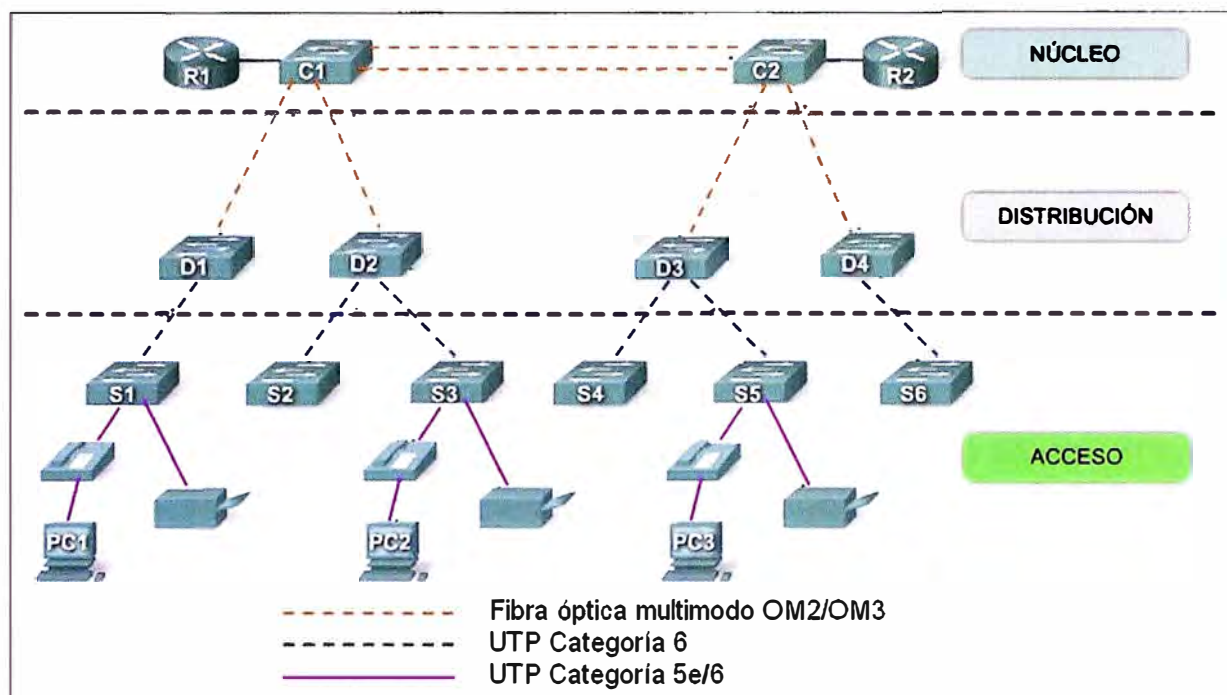 R1
C1
C2
R2
NÚCLEO
D1
D2
D3
D4
DISTRIBUCIÓN
S1
S2
S3
S4
S5
S6
ACCESO
PC1
PC2
PC3
Fibra óptica multimodo OM2/OM3
UTP Categoría 6
UTP Categoría 5e/6